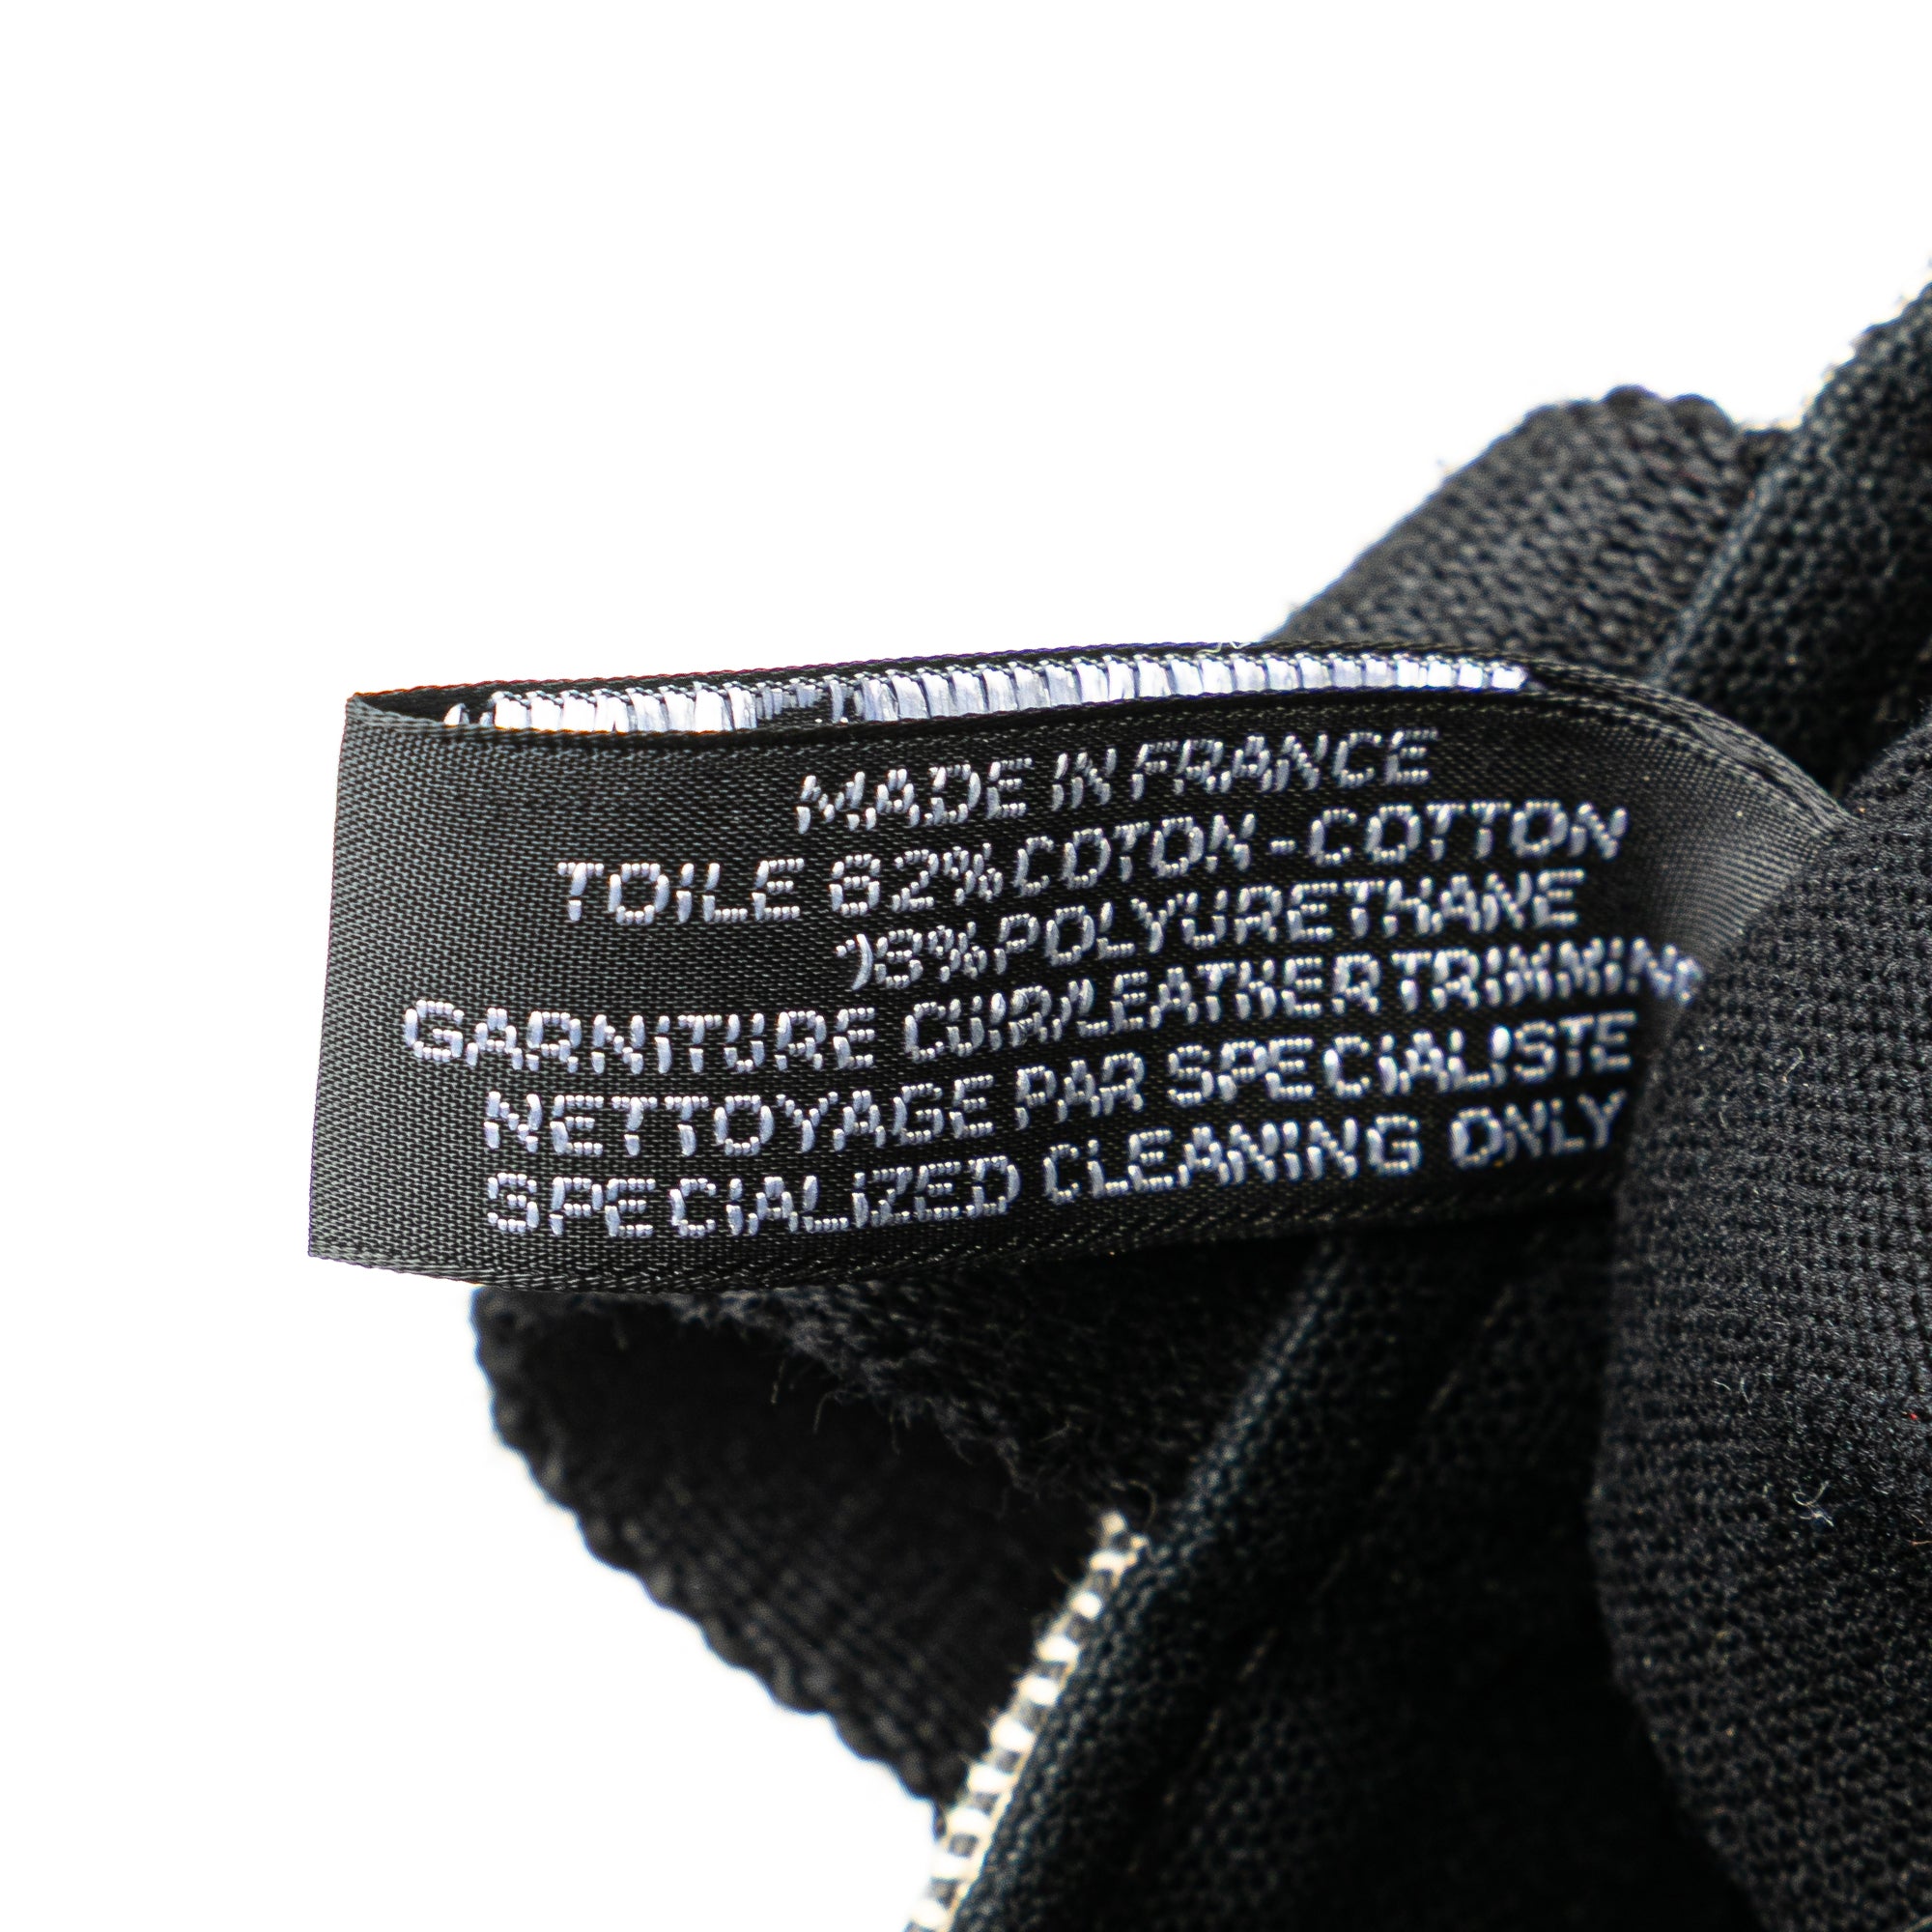 MADE IN FRANCE
TOILE 82% COTON - COTTON
18% POLYURETHANE
GARNITURE CUIR/LEATHER TRIMMING
NETTOYAGE PAR SPECIALISTE
SPECIALIZED CLEANING ONLY